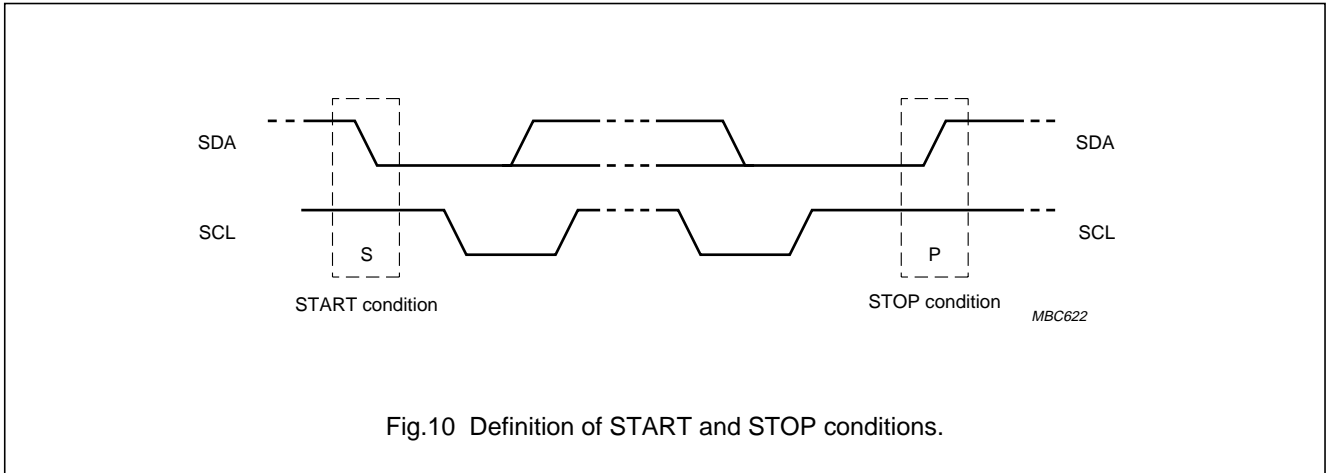 SDA SDA
SCL SCL
S P
START condition STOP condition
MBC622
Fig.10 Definition of START and STOP conditions.